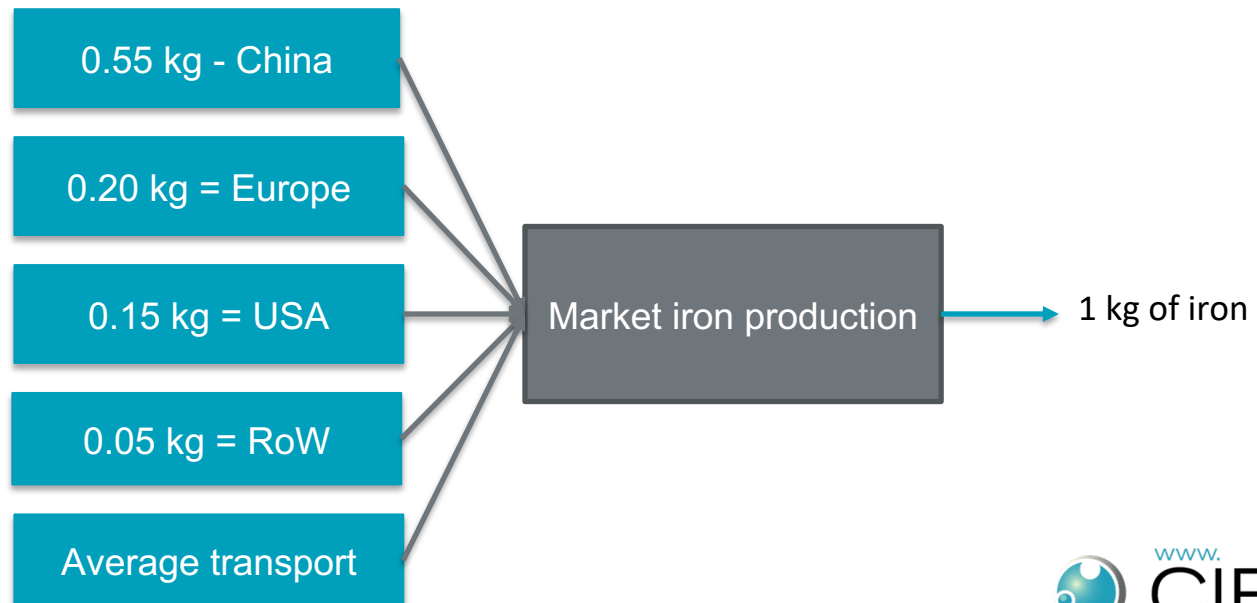 0.55 kg - China
0.20 kg = Europe
0.15 kg = USA
0.05 kg = RoW
Average transport
Market iron production
1 kg of iron
www.